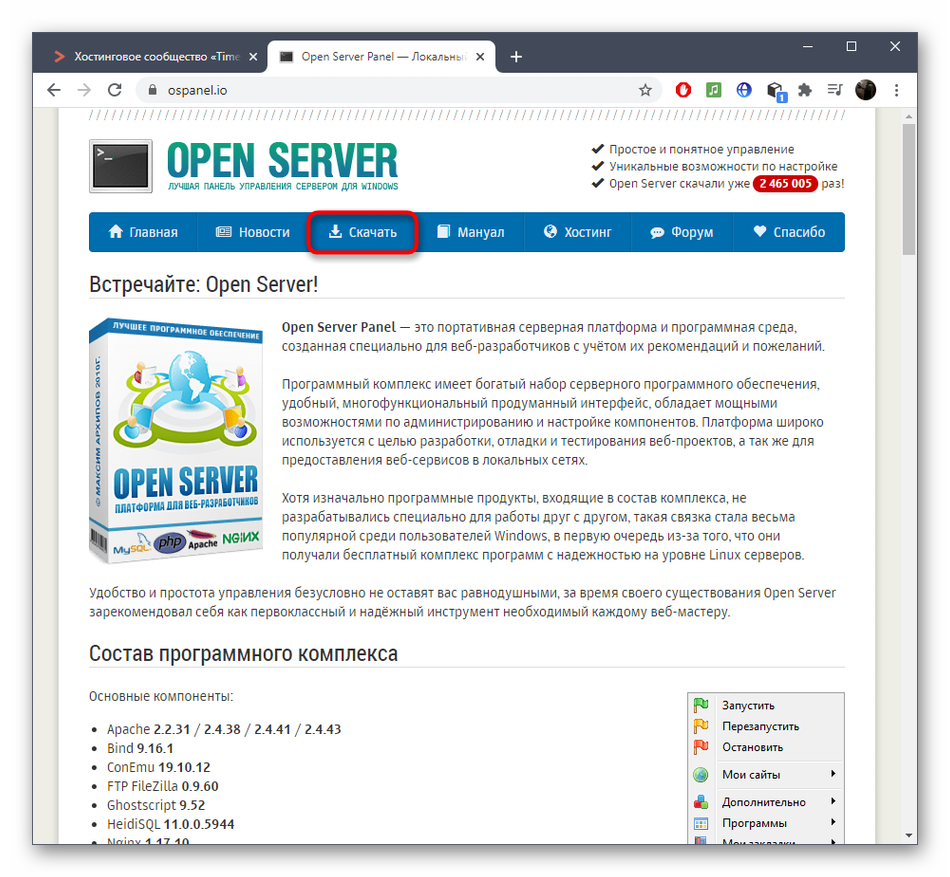 Хостинговое сообщество «Time
Open Server Panel — Локальный
ospanel.io
1
>_
OPEN SERVER
ЛУЧШАЯ ПАНЕЛЬ УПРАВЛЕНИЯ СЕРВЕРОМ ДЛЯ WINDOWS
Простое и понятное управление
Уникальные возможности по настройке
Open Server скачали уже 2 465 005 раз!
Главная Новости Скачать Мануал Хостинг Форум Спасибо
Встречайте: Open Server!
ЛУЧШЕЕ ПРОГРАММНОЕ ОБЕСПЕЧЕНИЕ
© МАКСИМ АРХИПОВ 2010Г.
OPEN SERVER
ПЛАТФОРМА ДЛЯ ВЕБ-РАЗРАБОТЧИКОВ
MySQL php Apache NGINX
Open Server Panel — это портативная серверная платформа и программная среда,
созданная специально для веб-разработчиков с учётом их рекомендаций и пожеланий.
Программный комплекс имеет богатый набор серверного программного обеспечения,
удобный, многофункциональный продуманный интерфейс, обладает мощными
возможностями по администрированию и настройке компонентов. Платформа широко
используется с целью разработки, отладки и тестирования веб-проектов, а так же для
предоставления веб-сервисов в локальных сетях.
Хотя изначально программные продукты, входящие в состав комплекса, не
разрабатывались специально для работы друг с другом, такая связка стала весьма
популярной среди пользователей Windows, в первую очередь из-за того, что они
получали бесплатный комплекс программ с надежностью на уровне Linux серверов.
Удобство и простота управления безусловно не оставят вас равнодушными, за время своего существования Open Server
зарекомендовал себя как первоклассный и надёжный инструмент необходимый каждому веб-мастеру.
Состав программного комплекса
Основные компоненты:
Apache 2.2.31 / 2.4.38 / 2.4.41 / 2.4.43
Bind 9.16.1
ConEmu 19.10.12
FTP FileZilla 0.9.60
Ghostscript 9.52
HeidiSQL 11.0.0.5944
Nginx 1.17.10
Запустить
Перезапустить
Остановить
Мои сайты
Дополнительно
Программы
Мои закладки